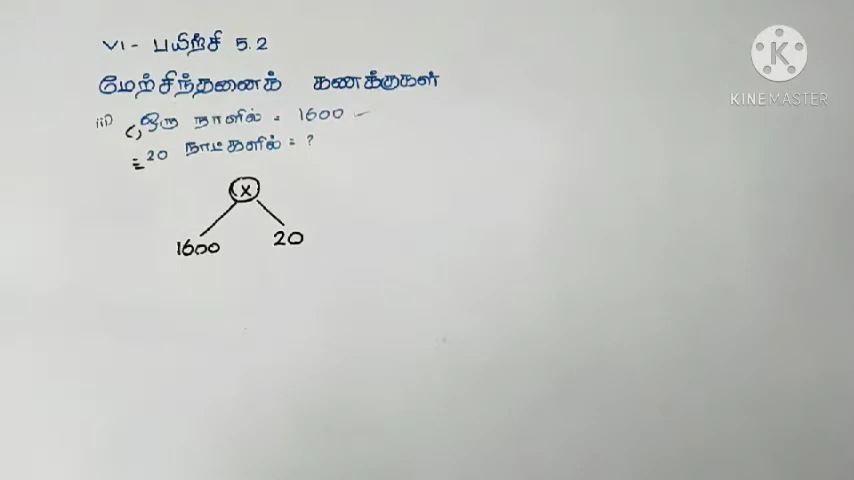 VI - பயிற்சி 5.2
மேற்சிந்தனைக் கணக்குகள்
iii) ஒரு நாளில் = 1600
20 நாட்களில் = ?
x
1600 20
K
KINEMASTER